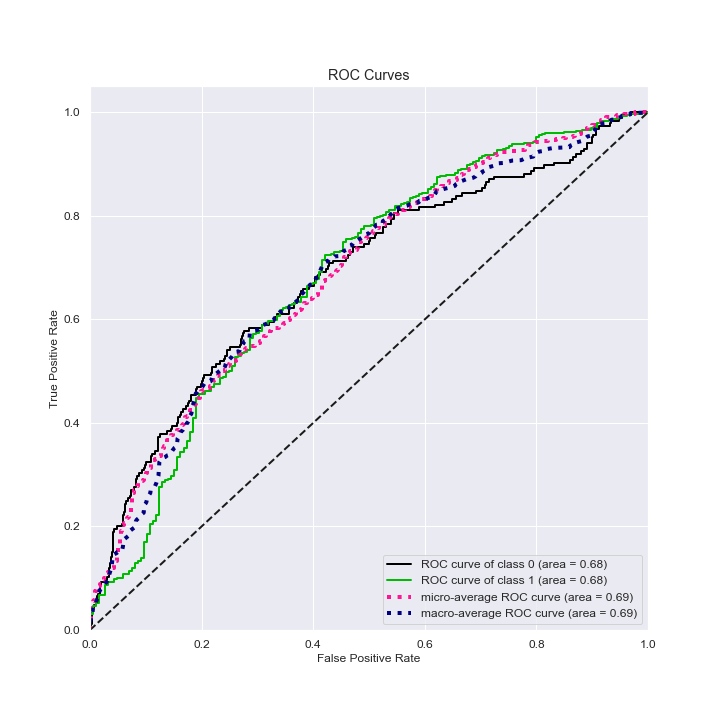 ROC Curves
1.0
0.8
0.6
0.4
0.2
0.0
True Positive Rate
0.0 0.2 0.4 0.6 0.8 1.0
False Positive Rate
ROC curve of class 0 (area = 0.68)
ROC curve of class 1 (area = 0.68)
micro-average ROC curve (area = 0.69)
macro-average ROC curve (area = 0.69)